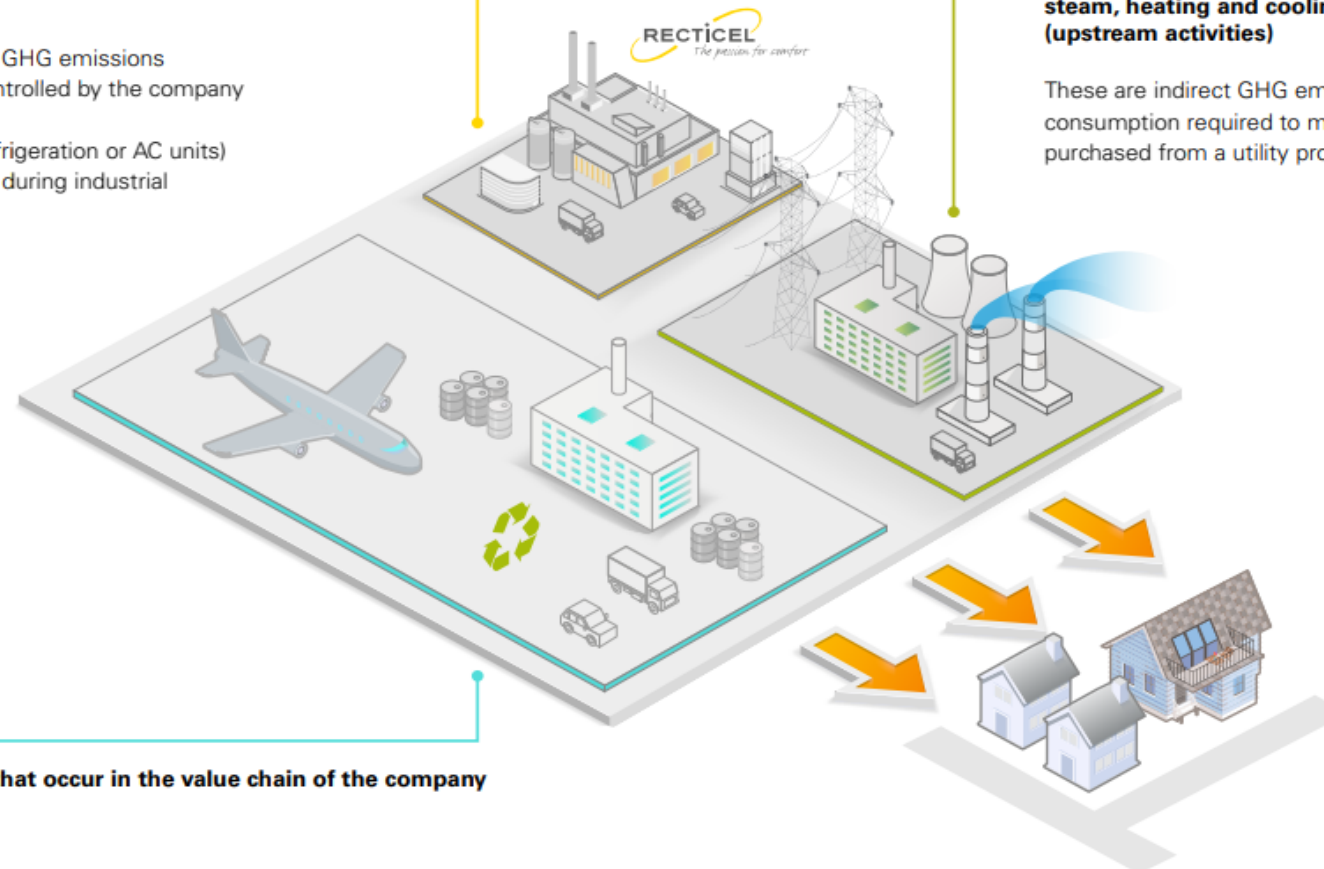 GHG emissions
ntrolled by the company
frigeration or AC units)
during industrial
RECTICEL
The passion for comfort
steam, heating and coolin
(upstream activities)
These are indirect GHG em
consumption required to m
purchased from a utility pro
hat occur in the value chain of the company